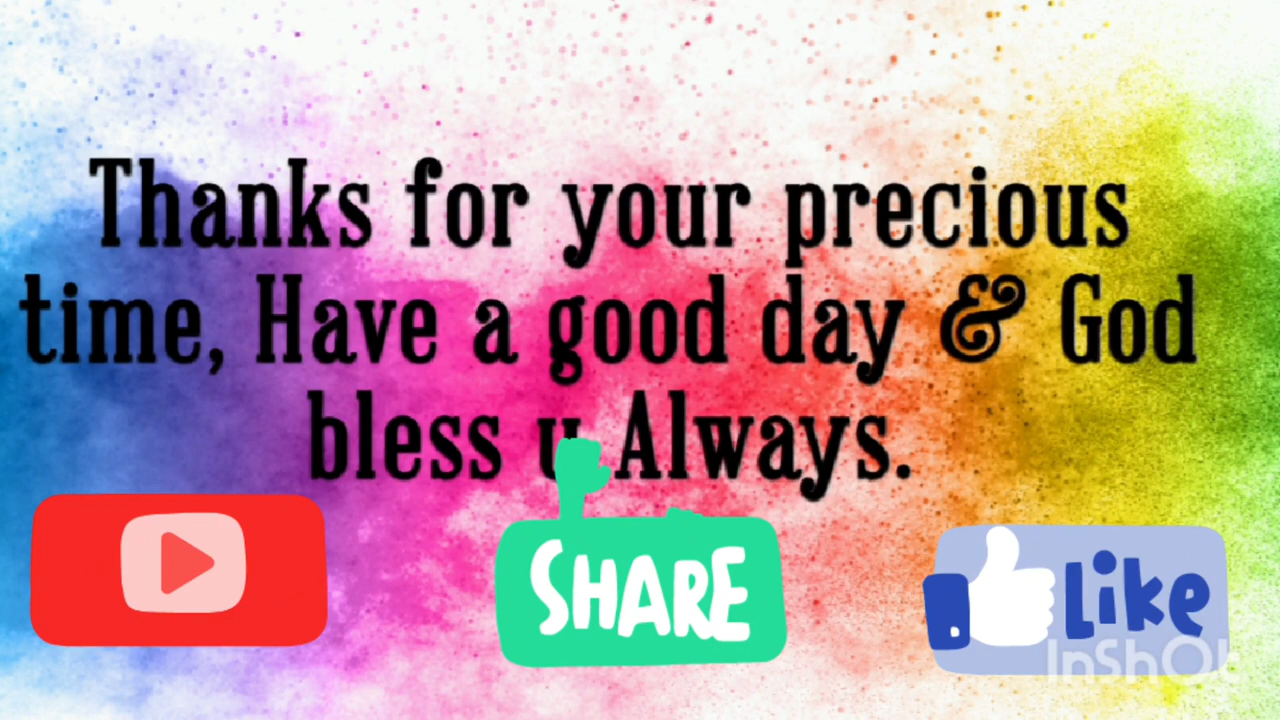 Thanks for your precious
time, Have a good day & God
bless u Always.
SHARE
Like
InShOt